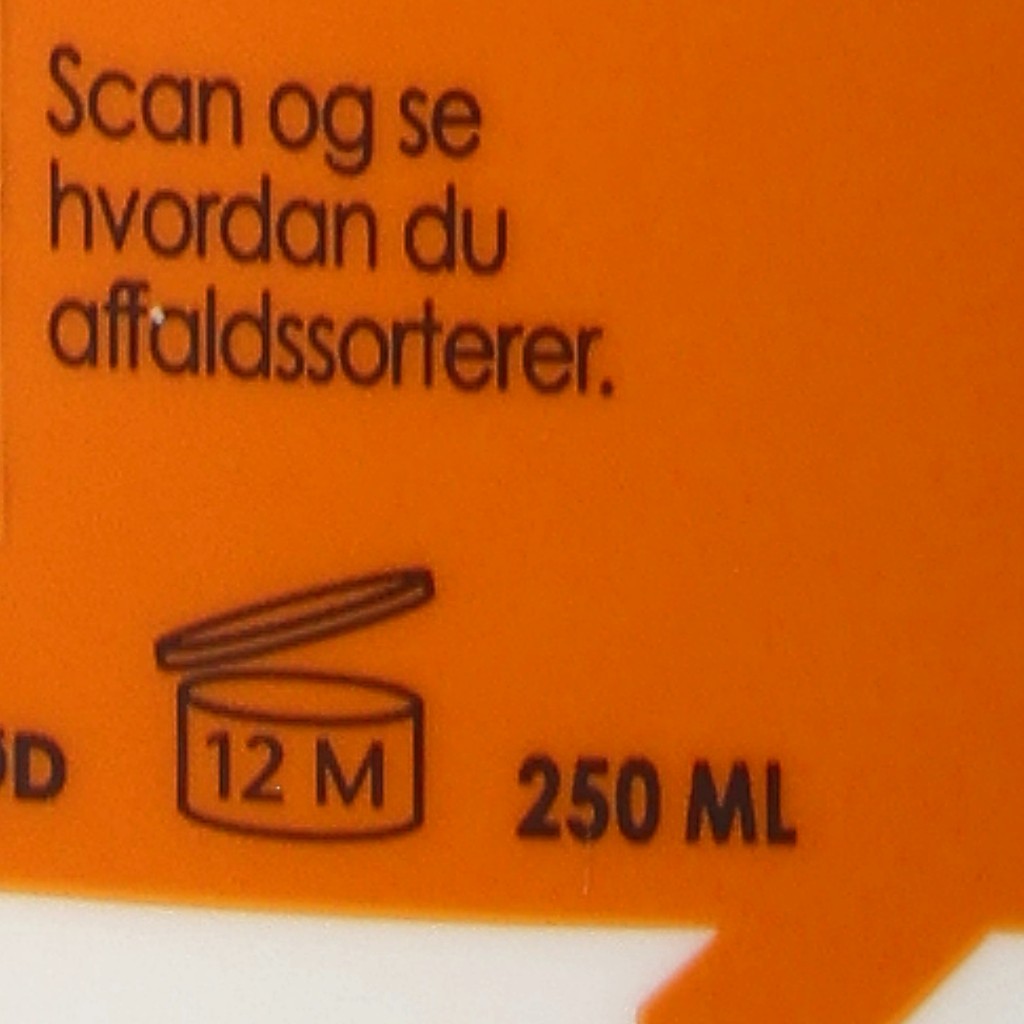 Scan og se
hvordan du
affaldssorterer.
12 M
250 ML